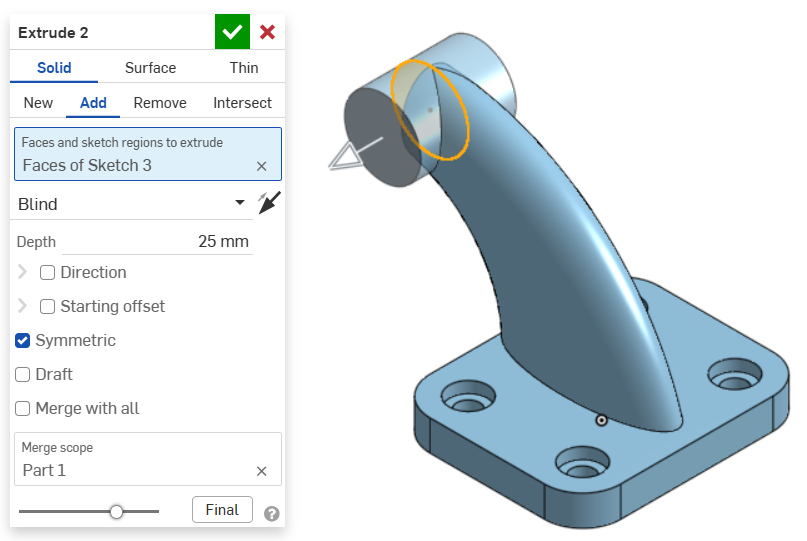 Extrude 2
Solid Surface Thin
New Add Remove Intersect
Faces and sketch regions to extrude
Faces of Sketch 3
Blind
Depth 25 mm
Direction
Starting offset
Symmetric
Draft
Merge with all
Merge scope
Part 1
Final